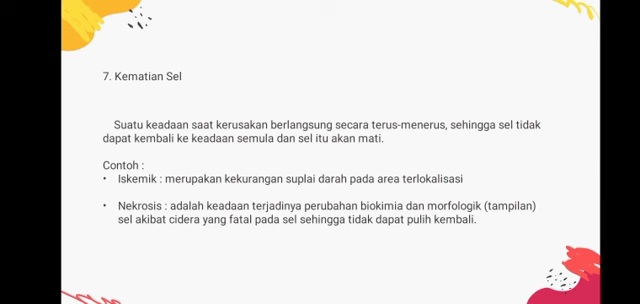 7. Kematian Sel
Suatu keadaan saat kerusakan berlangsung secara terus-menerus, sehingga sel tidak
dapat kembali ke keadaan semula dan sel itu akan mati.
Contoh :
• Iskemik : merupakan kekurangan suplai darah pada area terlokalisasi
• Nekrosis : adalah keadaan terjadinya perubahan biokimia dan morfologik (tampilan)
sel akibat cidera yang fatal pada sel sehingga tidak dapat pulih kembali.